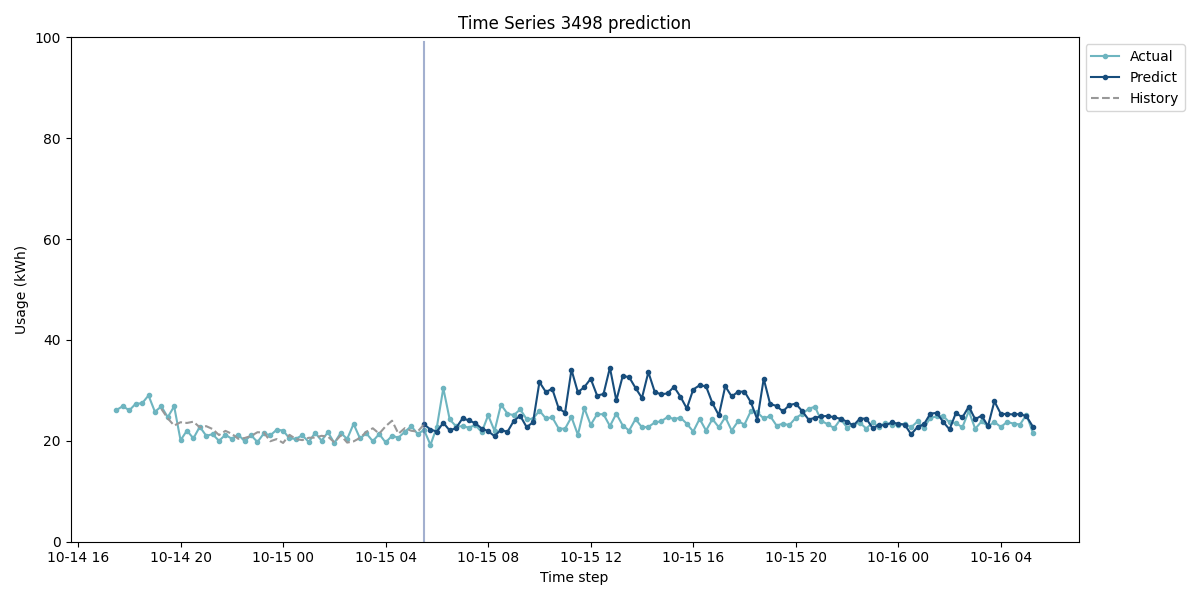 Time Series 3498 prediction
100
80
60
40
20
0
Usage (kWh)
10-14 16
10-14 20
10-15 00
10-15 04
10-15 08
10-15 12
10-15 16
10-15 20
10-16 00
10-16 04
Time step
Actual
Predict
History